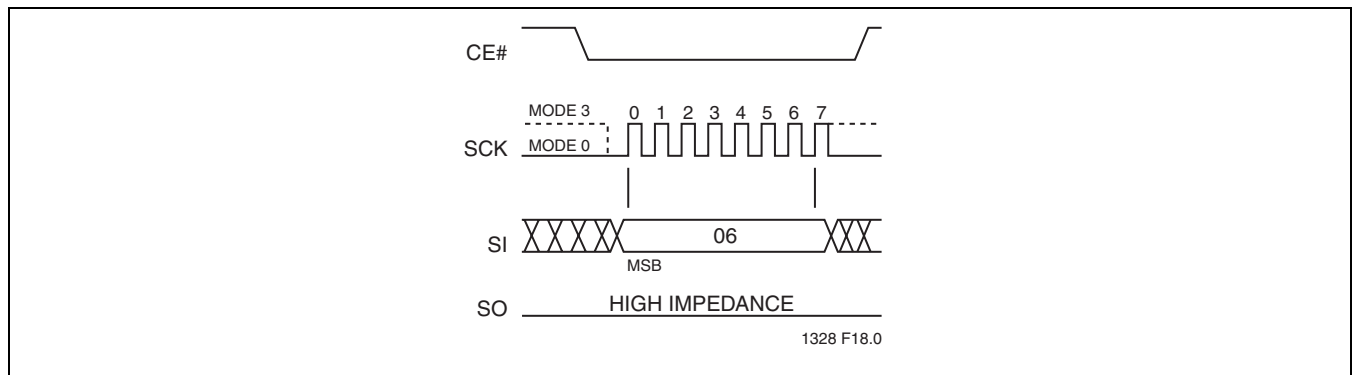 CE#
MODE 3 0 1 2 3 4 5 6 7
SCK MODE 0
SI 06
MSB
SO HIGH IMPEDANCE
1328 F18.0